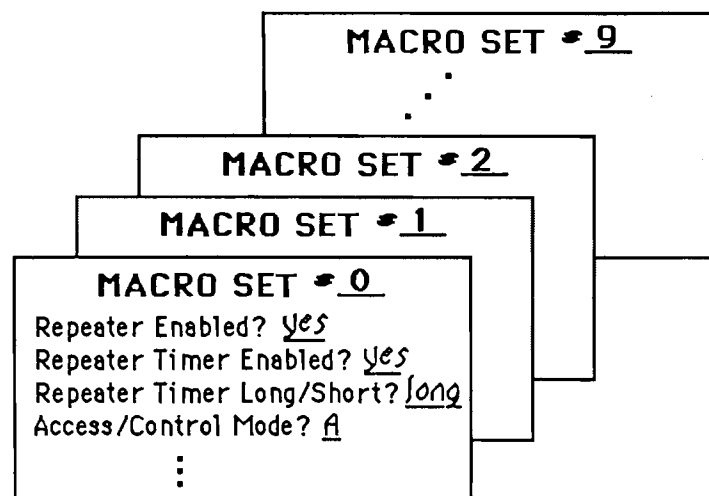 MACRO SET # 9
MACRO SET # 2
MACRO SET # 1
MACRO SET # 0
Repeater Enabled? yes
Repeater Timer Enabled? yes
Repeater Timer Long/Short? long
Access/Control Mode? A